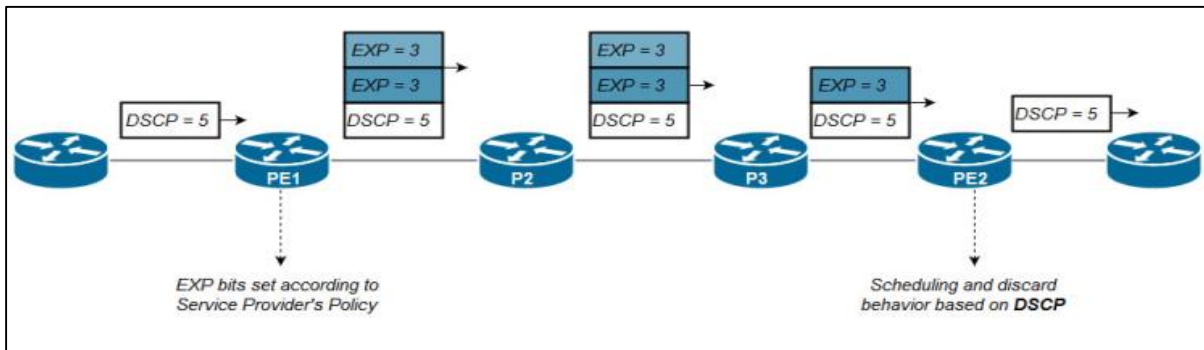 EXP = 3
EXP = 3
DSCP = 5
EXP = 3
EXP = 3
DSCP = 5
EXP = 3
DSCP = 5
DSCP = 5
DSCP = 5
PE1
P2
P3
PE2
EXP bits set according to
Service Provider's Policy
Scheduling and discard
behavior based on DSCP